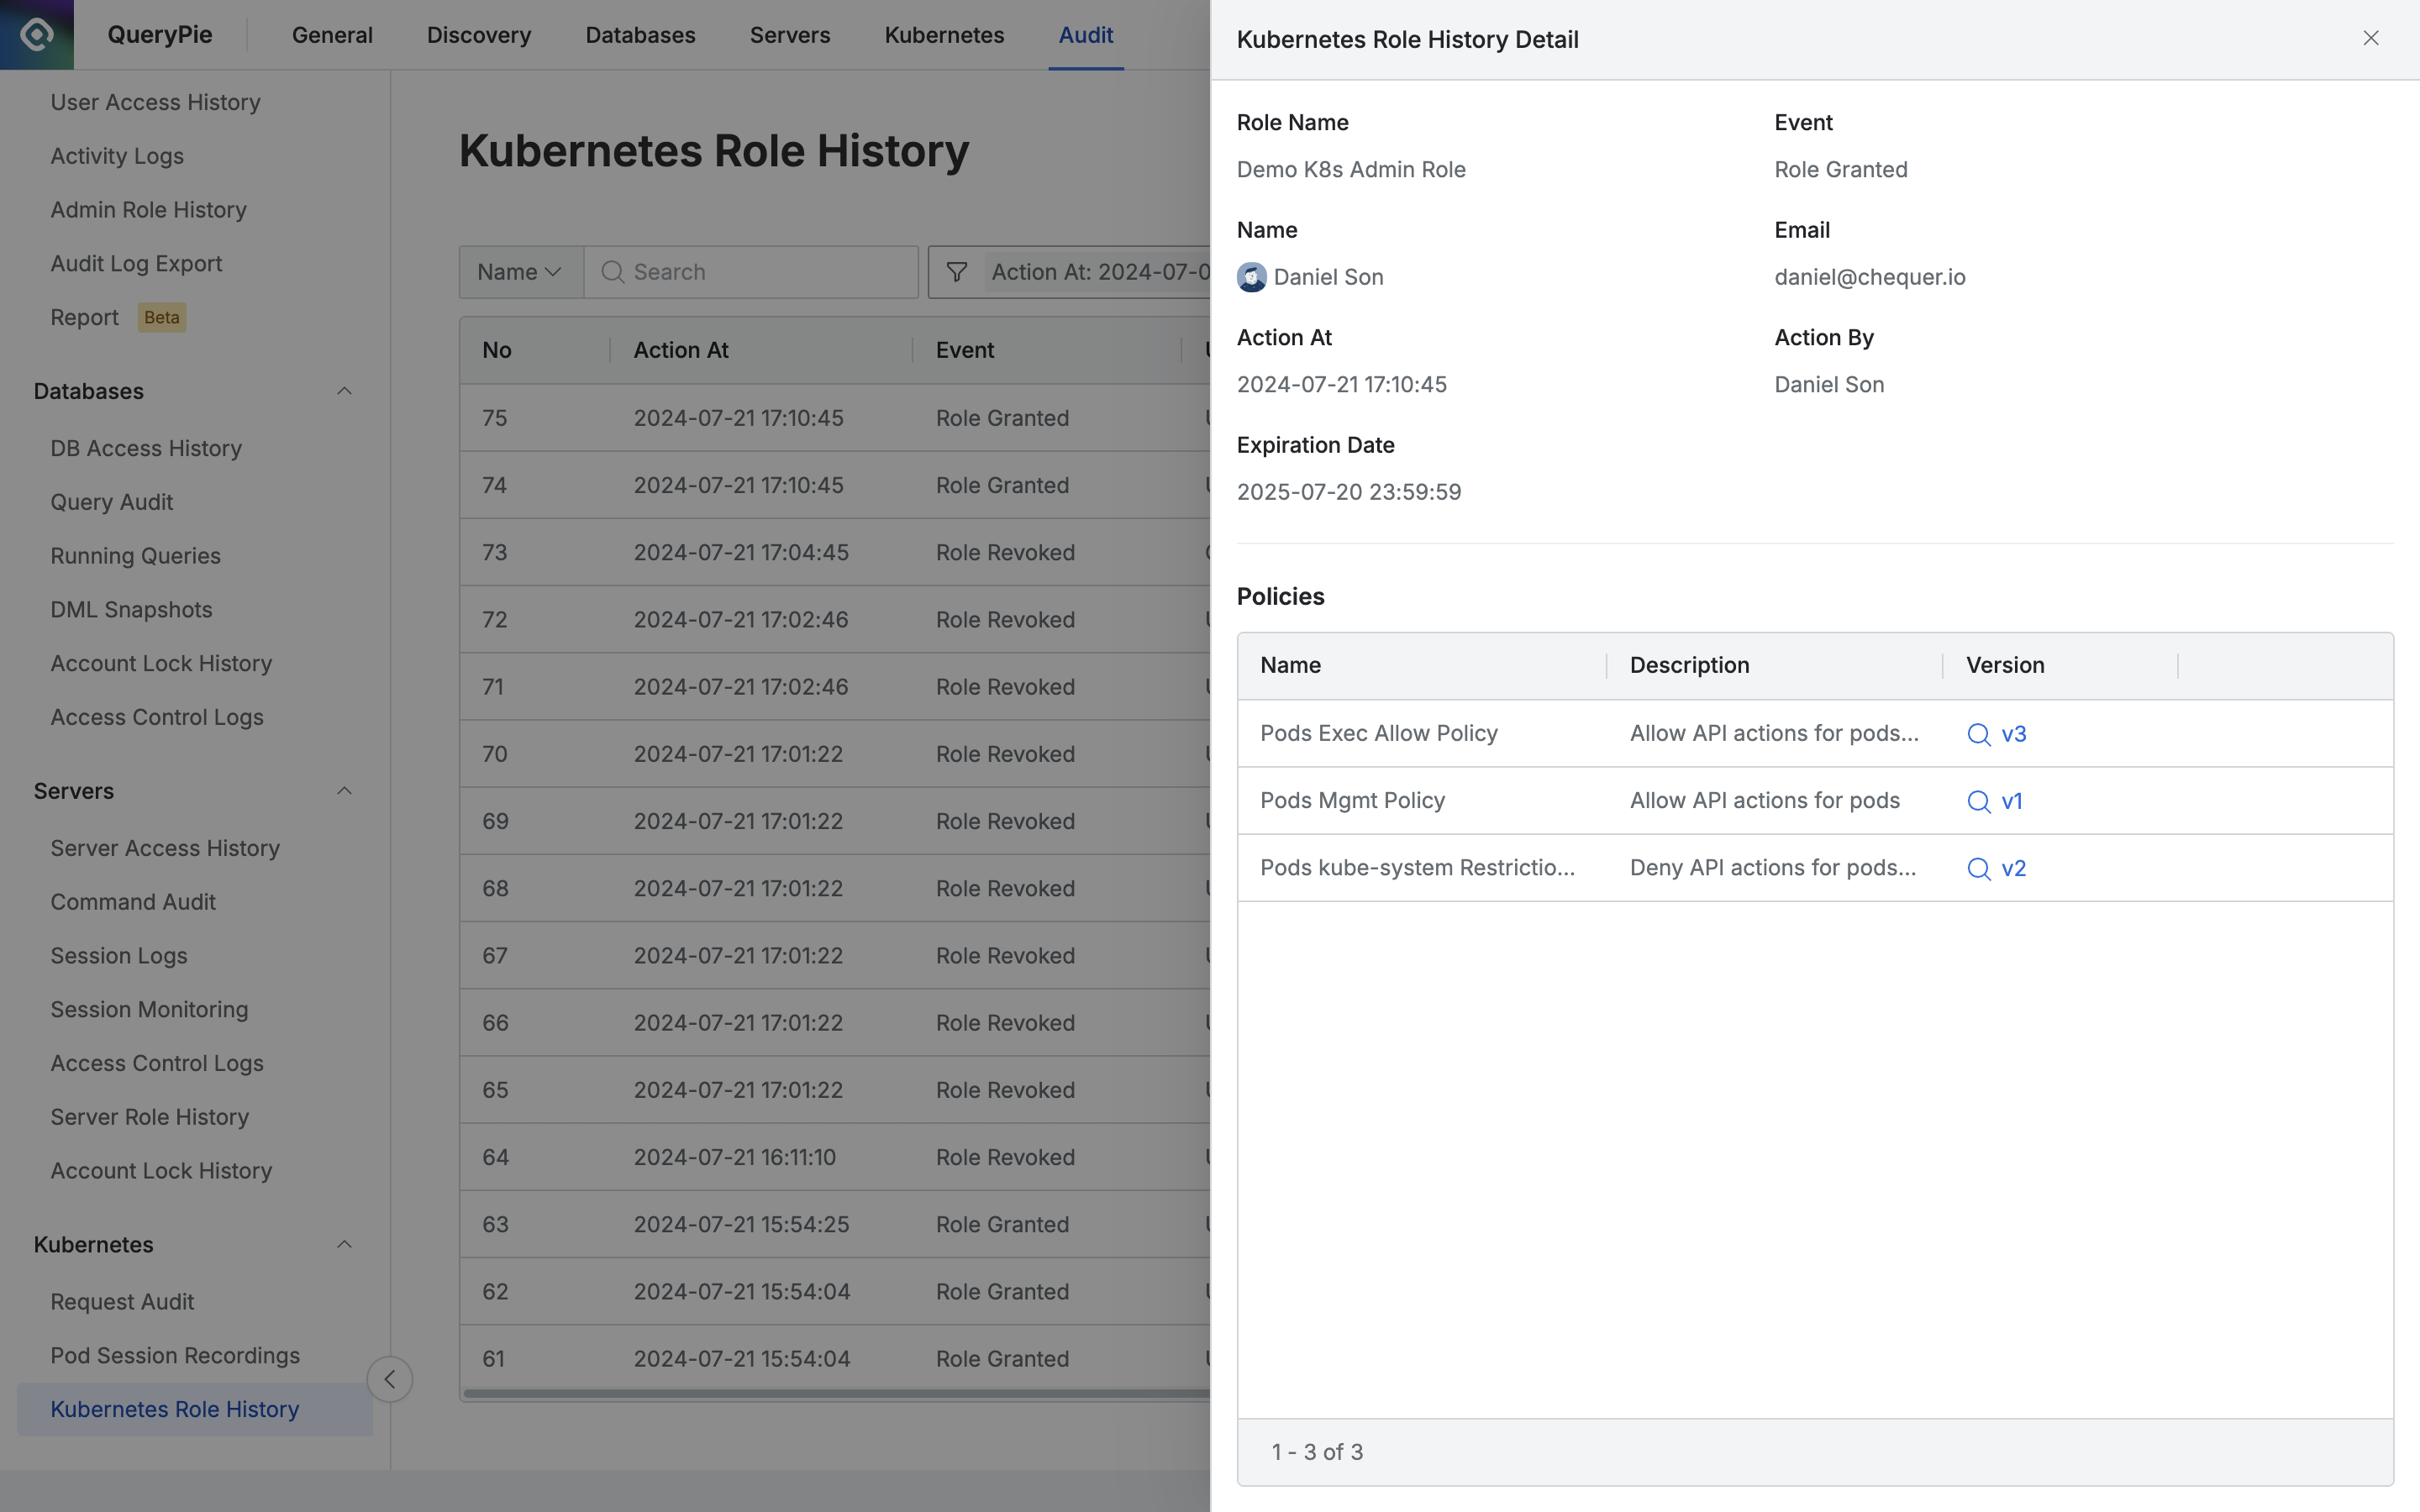 QueryPie
General Discovery Databases Servers Kubernetes Audit
User Access History
Activity Logs
Admin Role History
Audit Log Export
Report Beta
Databases
DB Access History
Query Audit
Running Queries
DML Snapshots
Account Lock History
Access Control Logs
Servers
Server Access History
Command Audit
Session Logs
Session Monitoring
Access Control Logs
Server Role History
Account Lock History
Kubernetes
Request Audit
Pod Session Recordings
Kubernetes Role History
Kubernetes Role History
Name Search Action At: 2024-07-0
No Action At Event
75 2024-07-21 17:10:45 Role Granted
74 2024-07-21 17:10:45 Role Granted
73 2024-07-21 17:04:45 Role Revoked
72 2024-07-21 17:02:46 Role Revoked
71 2024-07-21 17:02:46 Role Revoked
70 2024-07-21 17:01:22 Role Revoked
69 2024-07-21 17:01:22 Role Revoked
68 2024-07-21 17:01:22 Role Revoked
67 2024-07-21 17:01:22 Role Revoked
66 2024-07-21 17:01:22 Role Revoked
65 2024-07-21 17:01:22 Role Revoked
64 2024-07-21 16:11:10 Role Revoked
63 2024-07-21 15:54:25 Role Granted
62 2024-07-21 15:54:04 Role Granted
61 2024-07-21 15:54:04 Role Granted
Kubernetes Role History Detail
Role Name Event
Demo K8s Admin Role Role Granted
Name Email
Daniel Son daniel@chequer.io
Action At Action By
2024-07-21 17:10:45 Daniel Son
Expiration Date
2025-07-20 23:59:59
Policies
Name Description Version
Pods Exec Allow Policy Allow API actions for pods... v3
Pods Mgmt Policy Allow API actions for pods v1
Pods kube-system Restrictio... Deny API actions for pods... v2
1 - 3 of 3